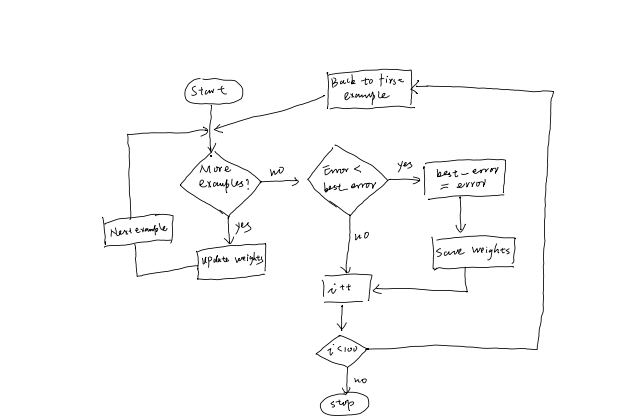 Start
Back to first
example
More
examples?
no
Error <
best_error
yes
best_error
= error
yes
no
Next example
Update weights
Save weights
i++
i<100
no
stop